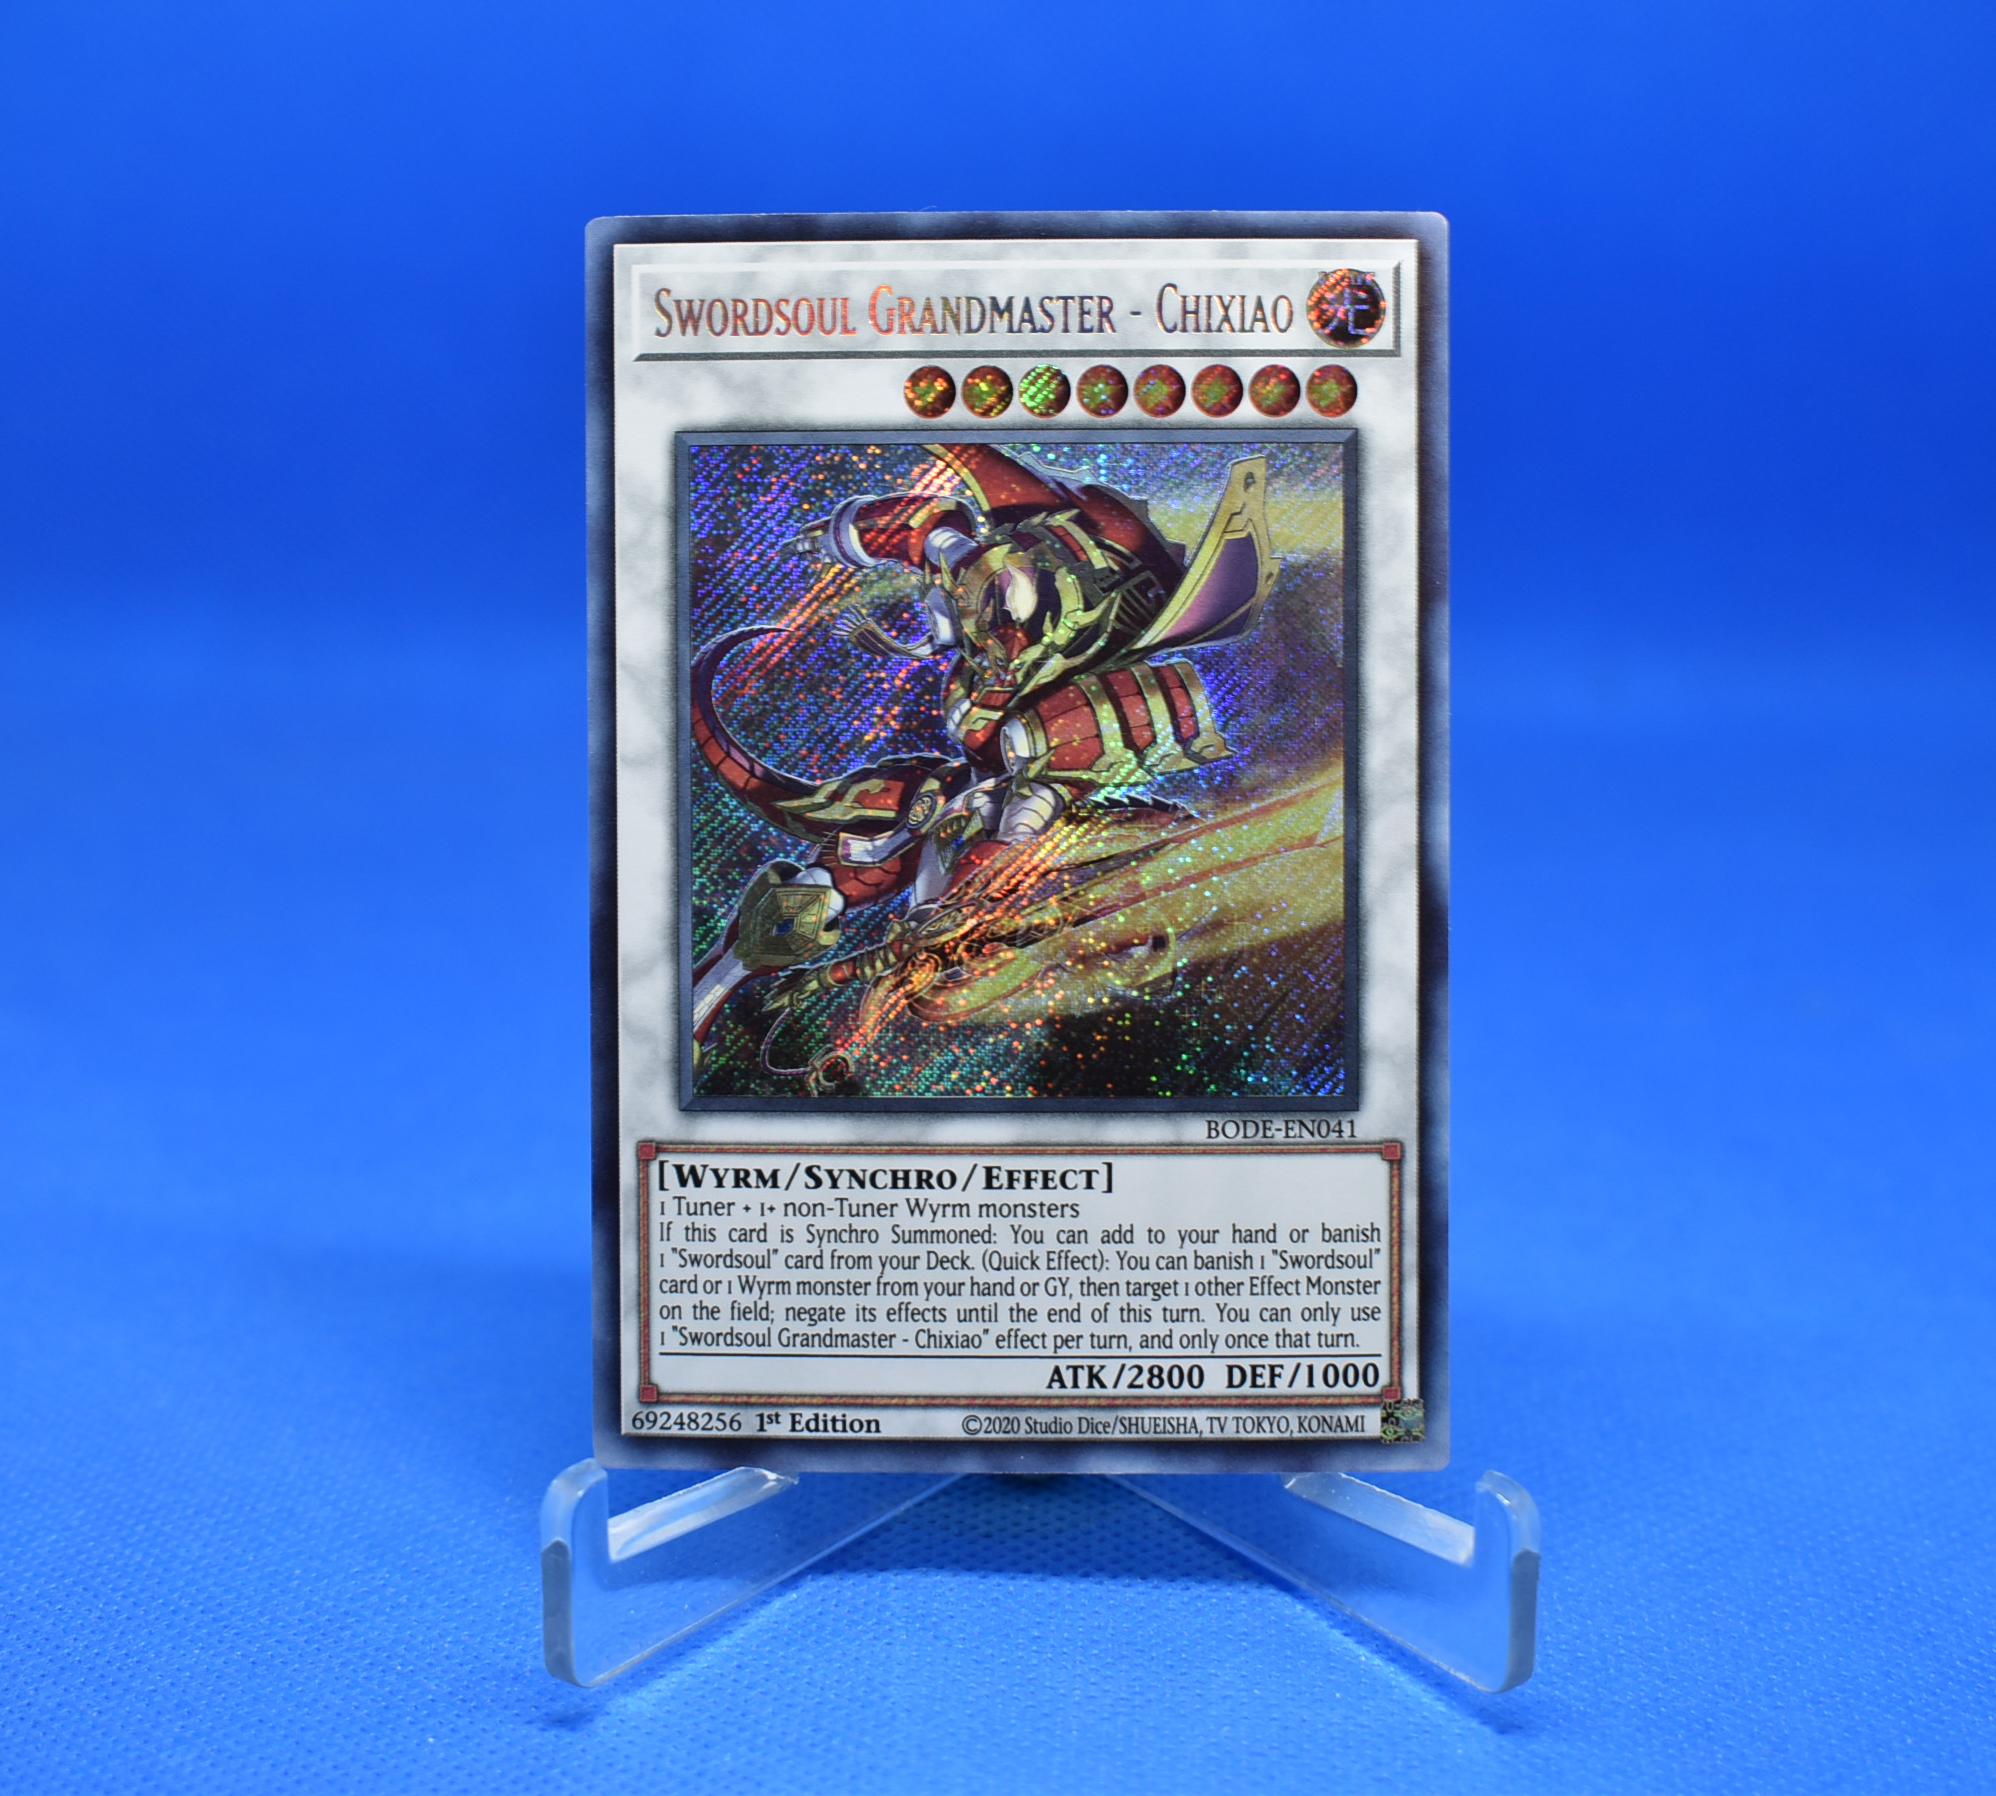 SWORDSOUL GRANDMASTER - CHIXIAO
光
BODE-EN041
[WYRM/SYNCHRO/EFFECT]
1 Tuner + 1+ non-Tuner Wyrm monsters
If this card is Synchro Summoned: You can add to your hand or banish
1 "Swordsoul" card from your Deck. (Quick Effect): You can banish 1 "Swordsoul"
card or 1 Wyrm monster from your hand or GY, then target 1 other Effect Monster
on the field; negate its effects until the end of this turn. You can only use
1 "Swordsoul Grandmaster - Chixiao" effect per turn, and only once that turn.
ATK/2800 DEF/1000
69248256 1st Edition ©2020 Studio Dice/SHUEISHA, TV TOKYO, KONAMI